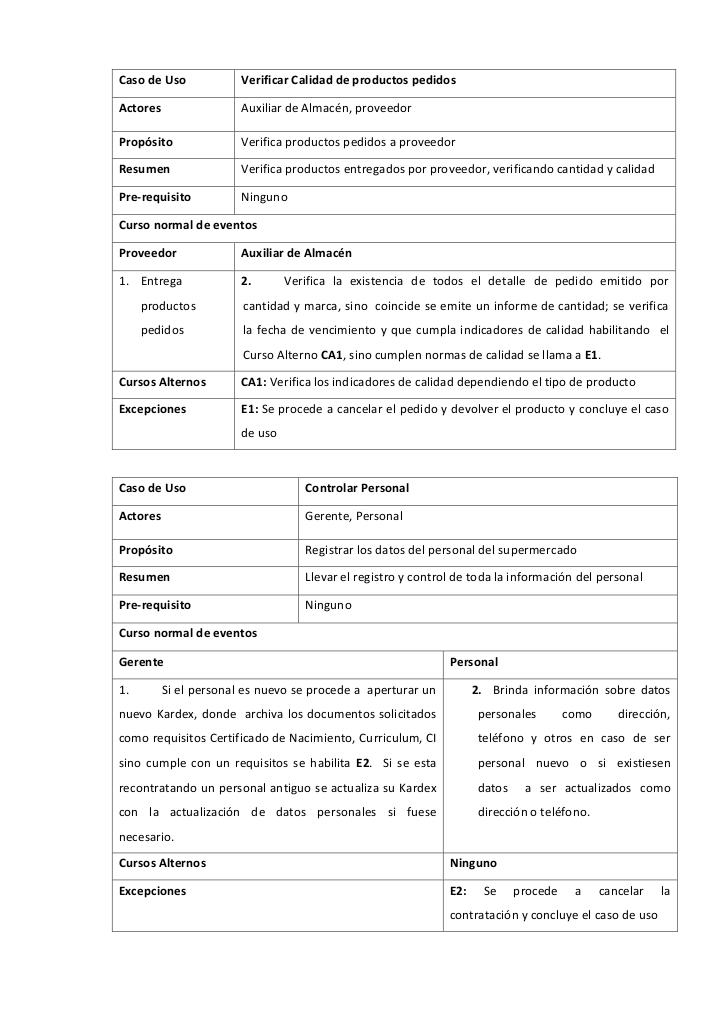 Caso de Uso Verificar Calidad de productos pedidos
Actores Auxiliar de Almacén, proveedor
Propósito Verifica productos pedidos a proveedor
Resumen Verifica productos entregados por proveedor, verificando cantidad y calidad
Pre-requisito Ninguno
Curso normal de eventos
Proveedor Auxiliar de Almacén
1. Entrega
productos
pedidos
2. Verifica la existencia de todos el detalle de pedido emitido por
cantidad y marca, sino coincide se emite un informe de cantidad; se verifica
la fecha de vencimiento y que cumpla indicadores de calidad habilitando el
Curso Alterno CA1, sino cumplen normas de calidad se llama a E1.
Cursos Alternos CA1: Verifica los indicadores de calidad dependiendo el tipo de producto
Excepciones E1: Se procede a cancelar el pedido y devolver el producto y concluye el caso
de uso
Caso de Uso Controlar Personal
Actores Gerente, Personal
Propósito Registrar los datos del personal del supermercado
Resumen Llevar el registro y control de toda la información del personal
Pre-requisito Ninguno
Curso normal de eventos
Gerente Personal
1. Si el personal es nuevo se procede a aperturar un
nuevo Kardex, donde archiva los documentos solicitados
como requisitos Certificado de Nacimiento, Curriculum, CI
sino cumple con un requisitos se habilita E2. Si se esta
recontratando un personal antiguo se actualiza su Kardex
con la actualización de datos personales si fuese
necesario.
2. Brinda información sobre datos
personales como dirección,
teléfono y otros en caso de ser
personal nuevo o si existiesen
datos a ser actualizados como
dirección o teléfono.
Cursos Alternos Ninguno
Excepciones E2: Se procede a cancelar la
contratación y concluye el caso de uso